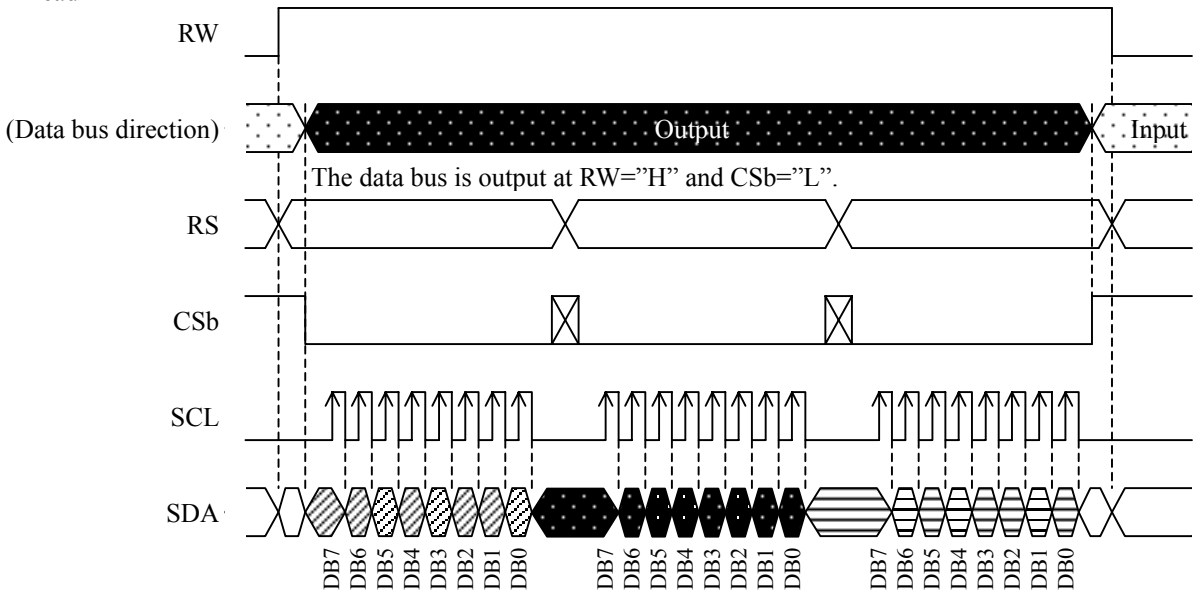 RW
(Data bus direction)
Output
Input
The data bus is output at RW=”H” and CSb=”L”.
RS
CSb
SCL
SDA
DB7
DB6
DB5
DB4
DB3
DB2
DB1
DB0
DB7
DB6
DB5
DB4
DB3
DB2
DB1
DB0
DB7
DB6
DB5
DB4
DB3
DB2
DB1
DB0